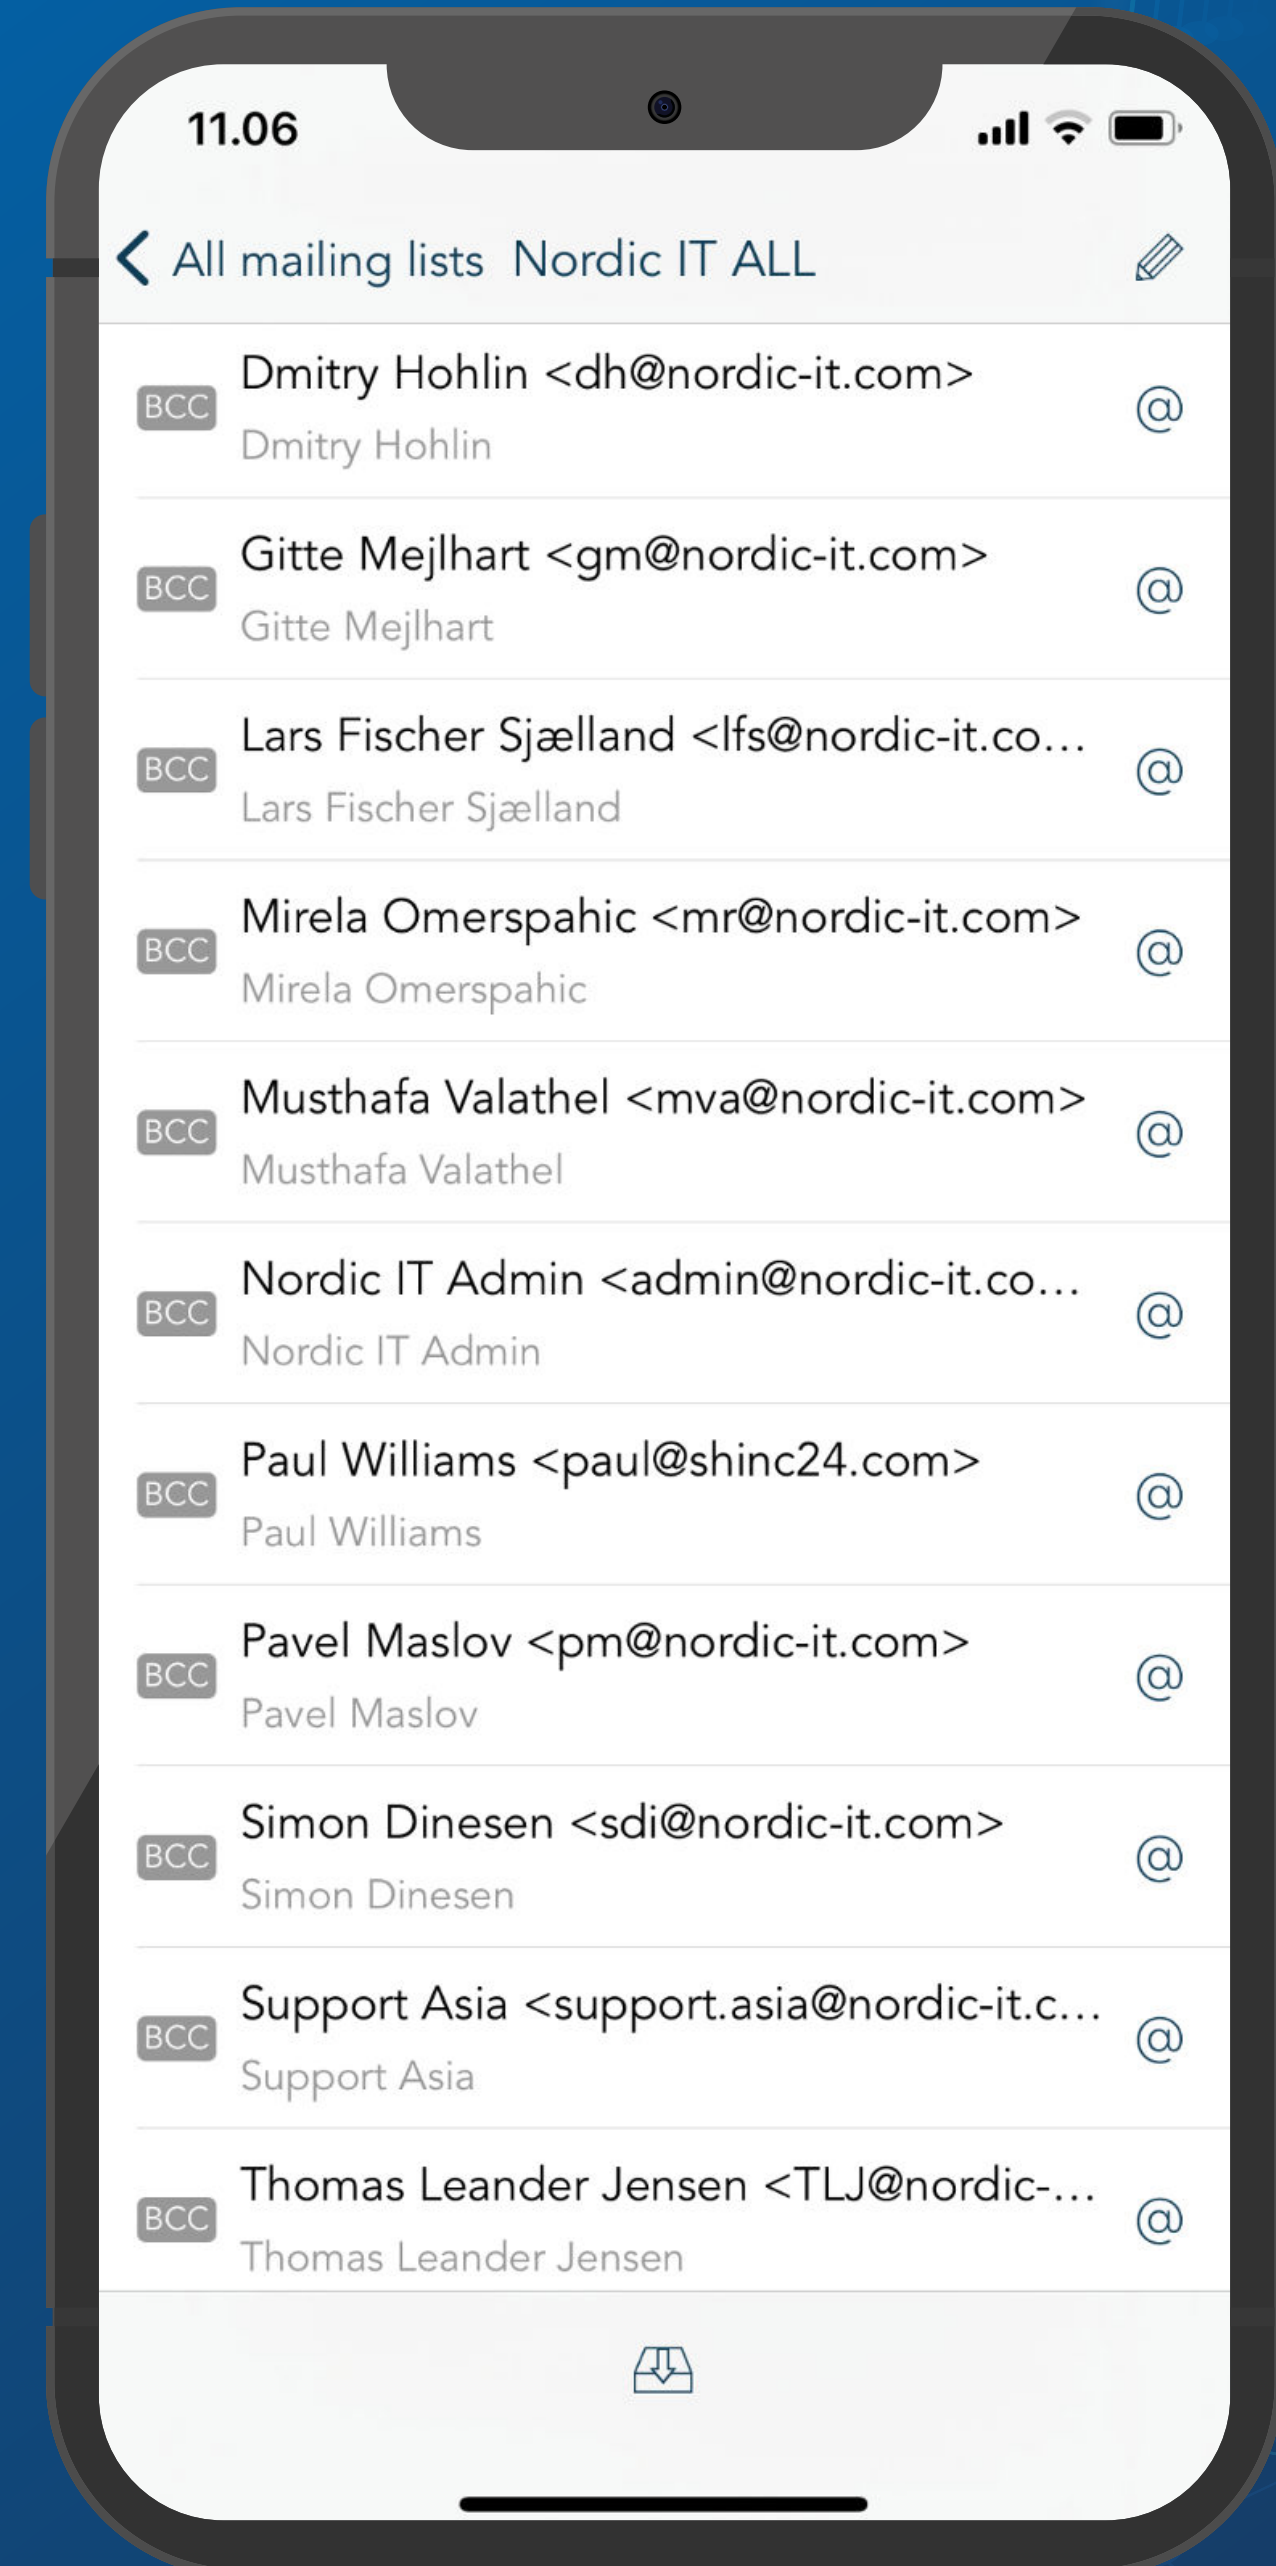 11.06
All mailing lists Nordic IT ALL
BCC
Dmitry Hohlin <dh@nordic-it.com>
@
Dmitry Hohlin
BCC
Gitte Mejlhart <gm@nordic-it.com>
@
Gitte Mejlhart
BCC
Lars Fischer Sjælland <lfs@nordic-it.co...
@
Lars Fischer Sjælland
BCC
Mirela Omerspahic <mr@nordic-it.com>
@
Mirela Omerspahic
BCC
Musthafa Valathel <mva@nordic-it.com>
@
Musthafa Valathel
BCC
Nordic IT Admin <admin@nordic-it.co...
@
Nordic IT Admin
BCC
Paul Williams <paul@shinc24.com>
@
Paul Williams
BCC
Pavel Maslov <pm@nordic-it.com>
@
Pavel Maslov
BCC
Simon Dinesen <sdi@nordic-it.com>
@
Simon Dinesen
BCC
Support Asia <support.asia@nordic-it.c...
@
Support Asia
BCC
Thomas Leander Jensen <TLJ@nordic-...
@
Thomas Leander Jensen